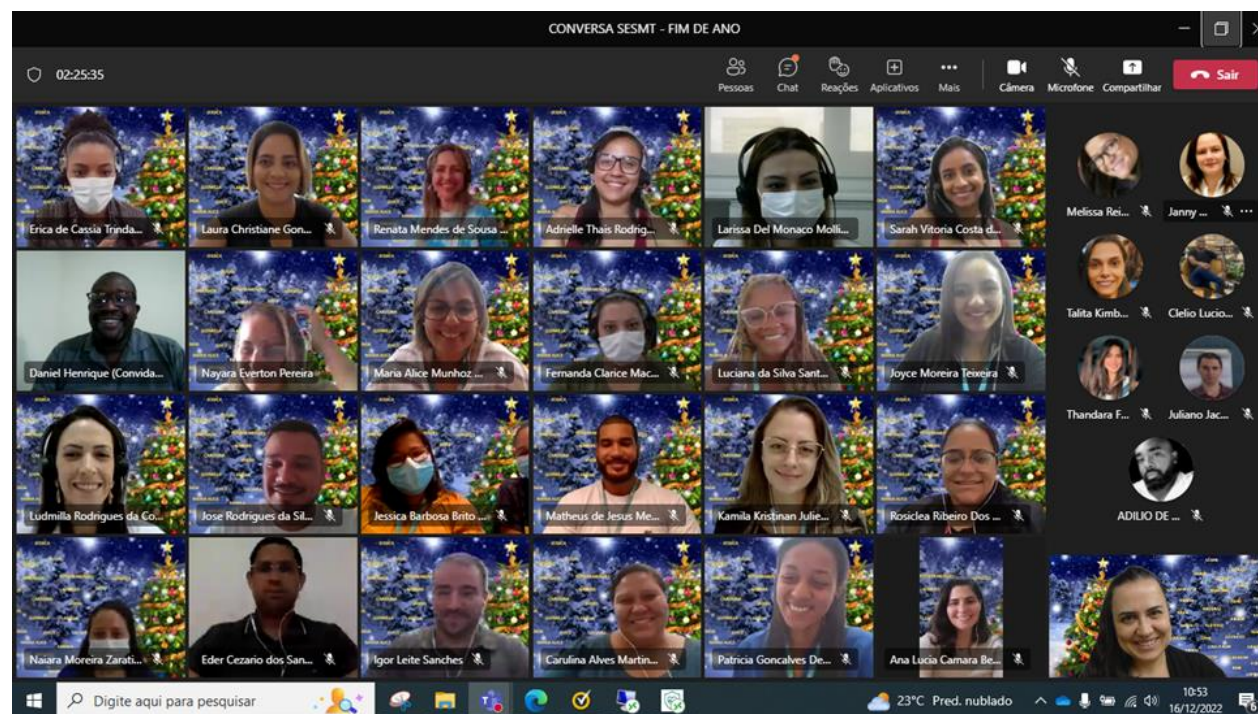 CONVERSA SESMT - FIM DE ANO
02:25:35
Pessoas Chat Reações Aplicativos Mais Câmera Microfone Compartilhar Sair
Erica de Cassia Trinda...
Laura Christiane Gon...
Renata Mendes de Sousa ...
Adrielle Thais Rodrig...
Larissa Del Monaco Molli...
Sarah Vitoria Costa d...
Melissa Rei...
Janny ...
Daniel Henrique (Convida...
Nayara Everton Pereira
Maria Alice Munhoz ...
Fernanda Clarice Mac...
Luciana da Silva Sant...
Joyce Moreira Teixeira
Talita Kimb...
Clelio Lucio...
Thandara F...
Juliano Jac...
Ludmilla Rodrigues da Co...
Jose Rodrigues da Sil...
Jessica Barbosa Brito ...
Matheus de Jesus Me...
Kamila Kristinan Julie...
Rosiclea Ribeiro Dos ...
ADILIO DE ...
Naiara Moreira Zarati...
Eder Cezario dos San...
Igor Leite Sanches
Carulina Alves Martin...
Patricia Goncalves De...
Ana Lucia Camara Be...
Digite aqui para pesquisar
23°C Pred. nublado
10:53
16/12/2022